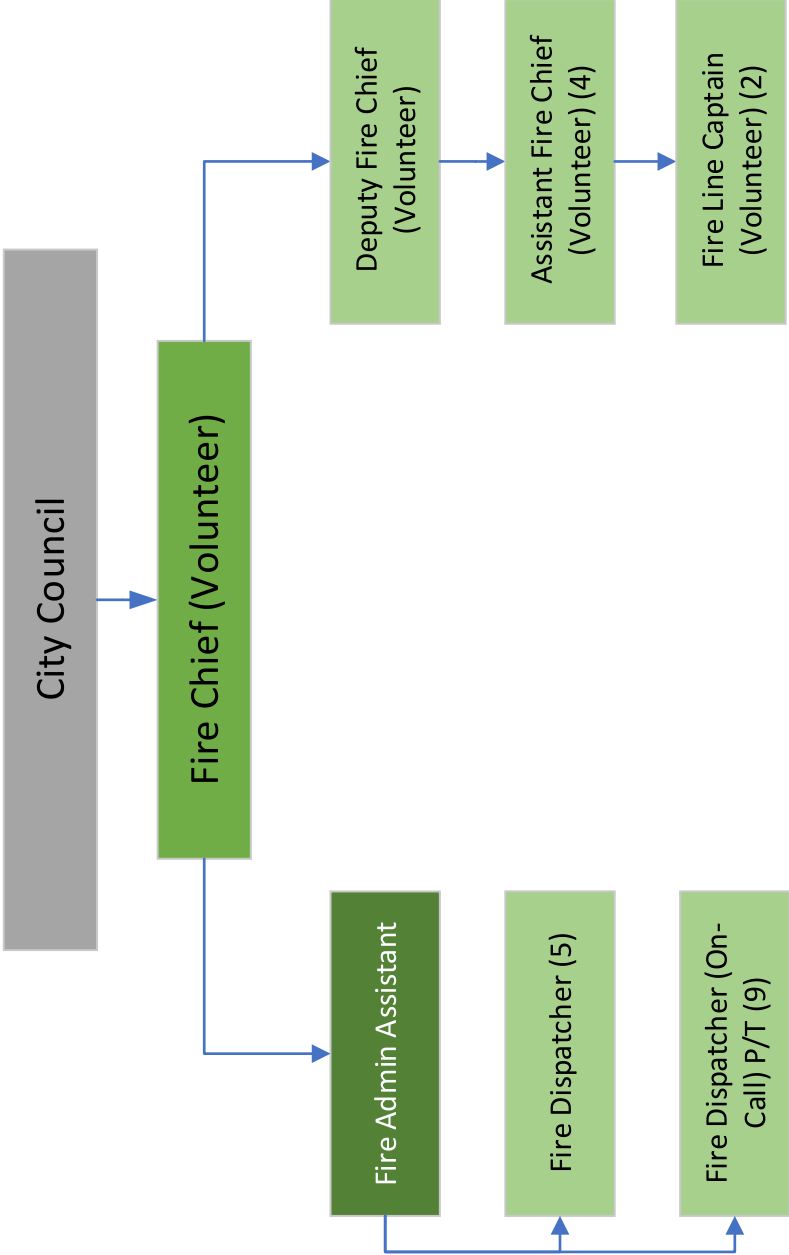 City Council
Fire Chief (Volunteer)
Fire Admin Assistant
Fire Dispatcher (5)
Fire Dispatcher (On-
Call) P/T (9)
Deputy Fire Chief
(Volunteer)
Assistant Fire Chief
(Volunteer) (4)
Fire Line Captain
(Volunteer) (2)